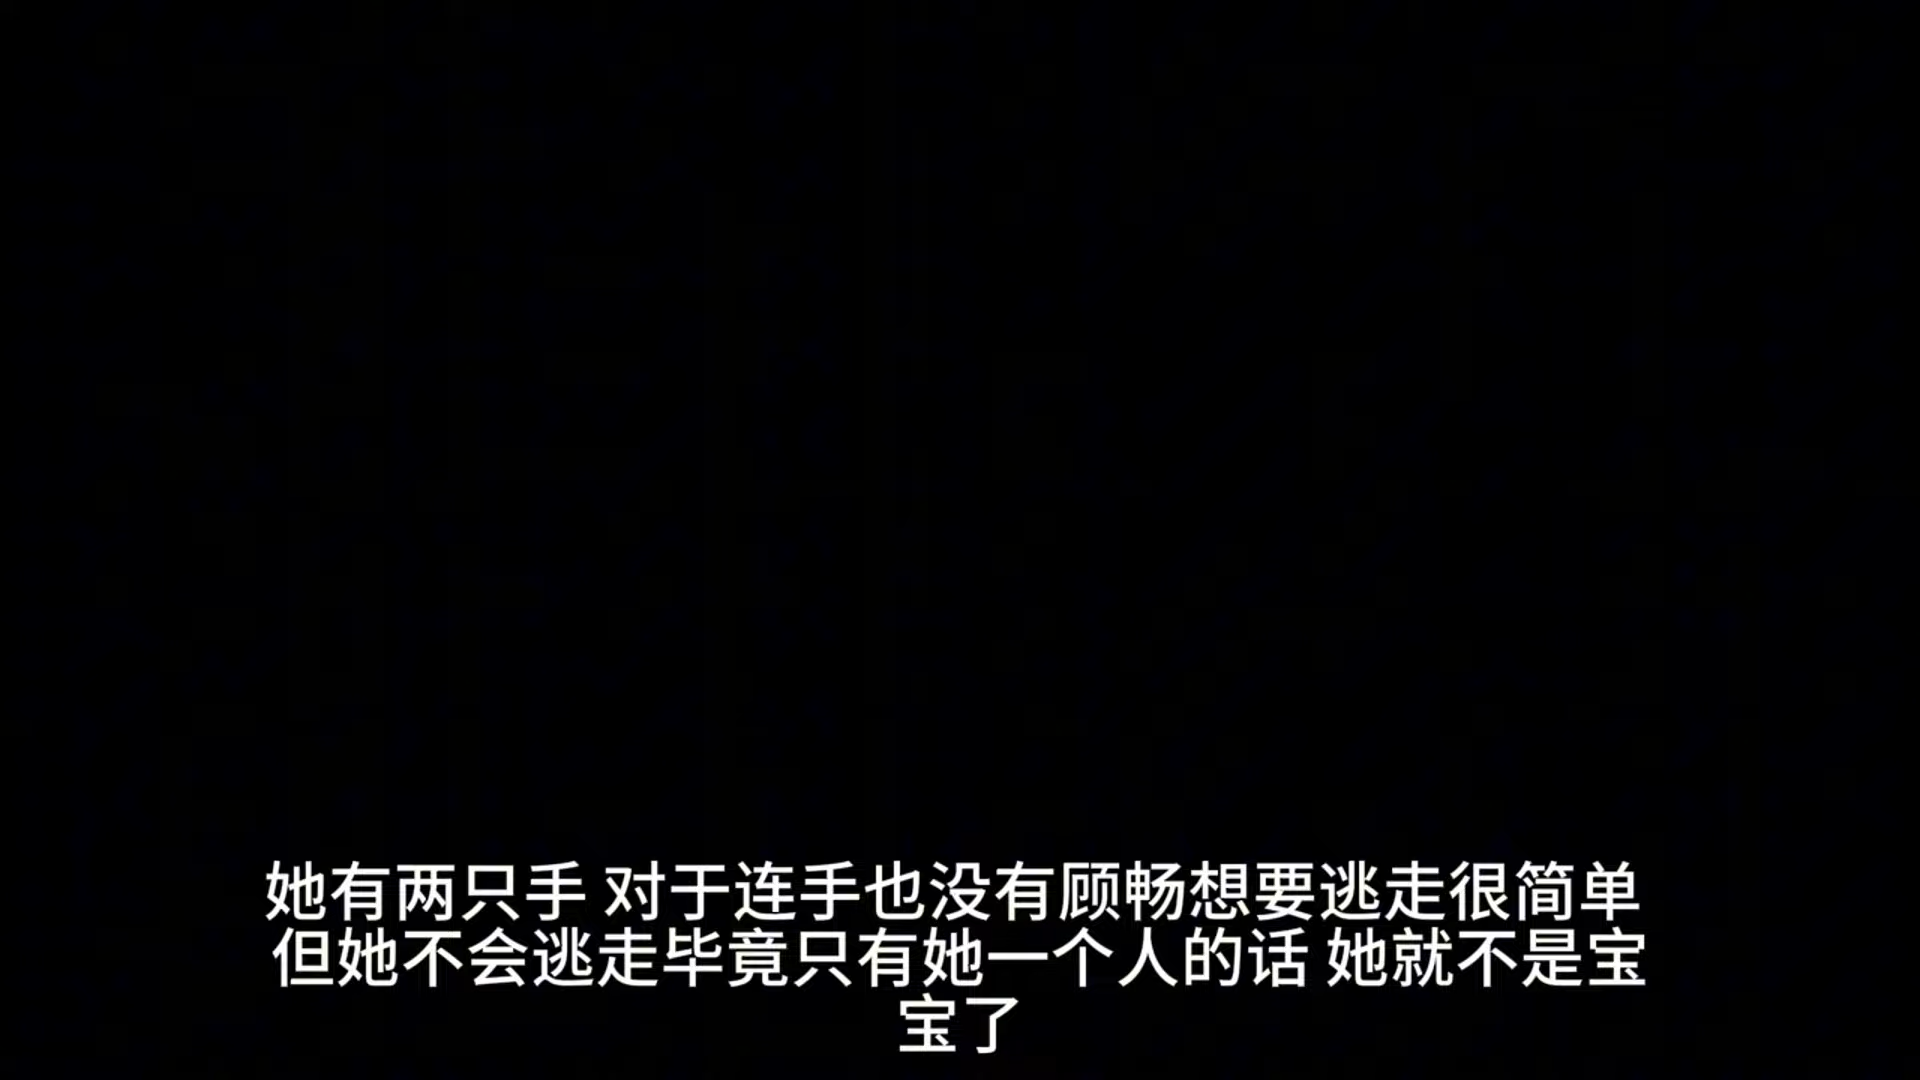 她有两只手 对于连手也没有顾畅想要逃走很简单
但她不会逃走毕竟只有她一个人的话 她就不是宝
宝了